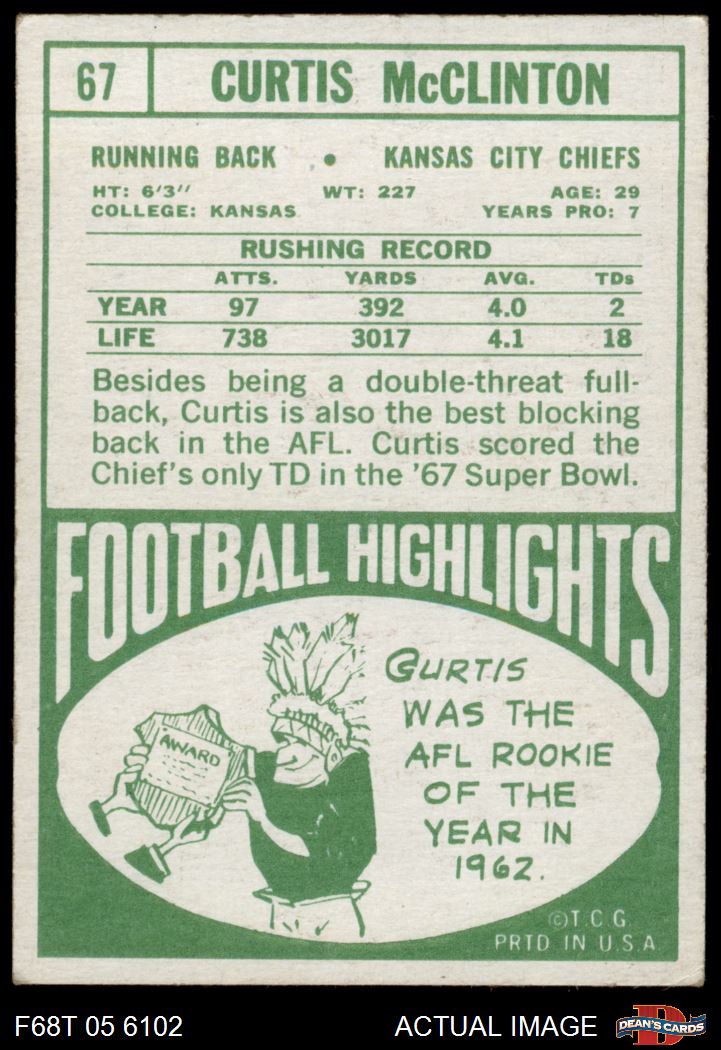 67 CURTIS McCLINTON
RUNNING BACK • KANSAS CITY CHIEFS
HT: 6'3" WT: 227 AGE: 29
COLLEGE: KANSAS YEARS PRO: 7
RUSHING RECORD
ATTS. YARDS AVG. TDs
YEAR 97 392 4.0 2
LIFE 738 3017 4.1 18
Besides being a double-threat full-
back, Curtis is also the best blocking
back in the AFL. Curtis scored the
Chief's only TD in the '67 Super Bowl.
FOOTBALL HIGHLIGHTS
AWARD
CURTIS
WAS THE
AFL ROOKIE
OF THE
YEAR IN
1962.
©T.C.G.
PRTD IN U.S.A.
F68T 05 6102 ACTUAL IMAGE
D
DEAN'S CARDS